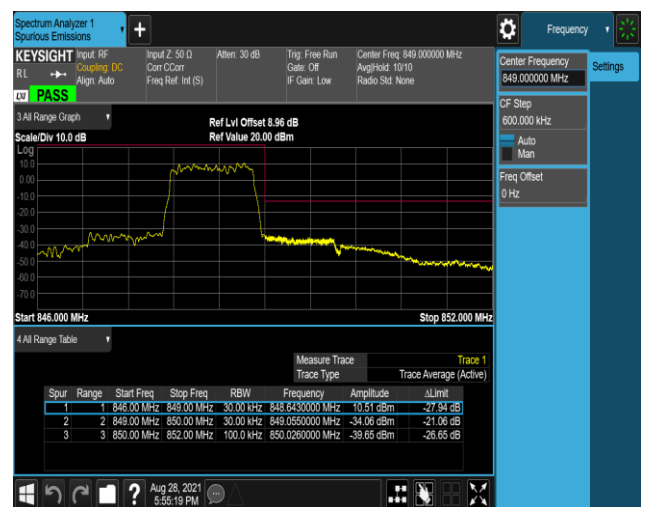 Spectrum Analyzer 1
Spurious Emissions
Frequency
KEYSIGHT Input: RF Input Z: 50 Ω Atten: 30 dB Trig: Free Run Center Freq: 849.000000 MHz
RL Coupling: DC Corr CCorr Gate: Off Avg|Hold: 10/10
Align: Auto Freq Ref: Int (S) IF Gain: Low Radio Std: None
LXI PASS
Center Frequency
849.000000 MHz
Settings
CF Step
600.000 kHz
Auto
Man
Freq Offset
0 Hz
3 All Range Graph
Ref Lvl Offset 8.96 dB
Scale/Div 10.0 dB Ref Value 20.00 dBm
Log
10.0
0.00
-10.0
-20.0
-30.0
-40.0
-50.0
-60.0
-70.0
Start 846.000 MHz Stop 852.000 MHz
4 All Range Table
Measure Trace Trace 1
Trace Type Trace Average (Active)
Spur Range Start Freq Stop Freq RBW Frequency Amplitude ΔLimit
1 1 846.00 MHz 849.00 MHz 30.00 kHz 848.6430000 MHz 10.51 dBm -27.94 dB
2 2 849.00 MHz 850.00 MHz 30.00 kHz 849.0550000 MHz -34.06 dBm -21.06 dB
3 3 850.00 MHz 852.00 MHz 100.0 kHz 850.0260000 MHz -39.65 dBm -26.65 dB
Aug 28, 2021
5:55:19 PM